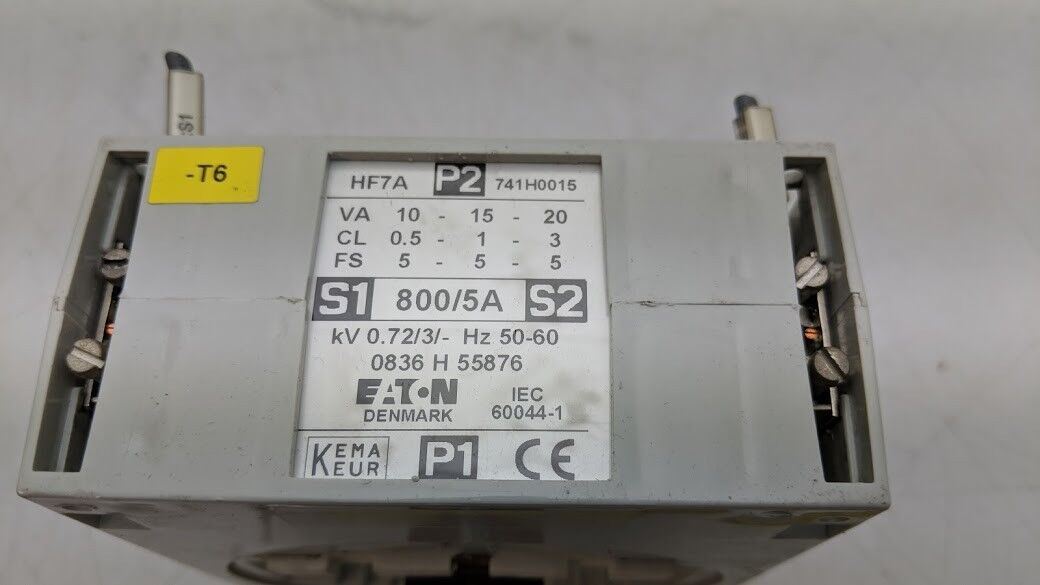 S1
-T6
HF7A P2 741H0015
VA 10 - 15 - 20
CL 0.5 - 1 - 3
FS 5 - 5 - 5
S1 800/5A S2
kV 0.72/3/- Hz 50-60
0836 H 55876
EATON IEC
DENMARK 60044-1
KEMA
KEUR P1 CE